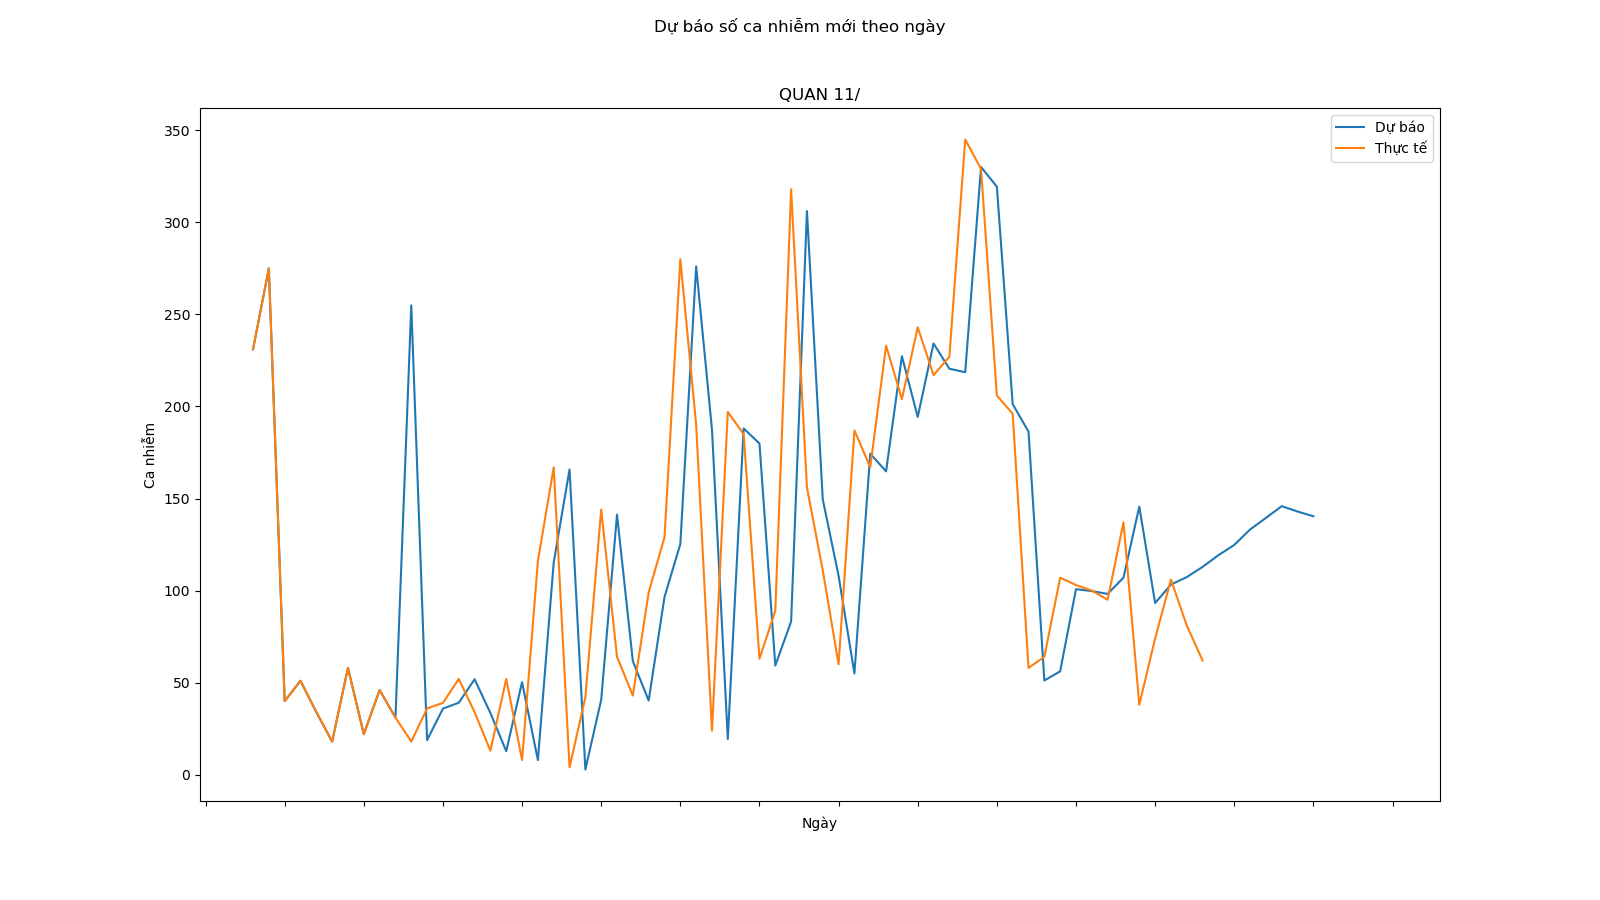 Dự báo số ca nhiễm mới theo ngày
QUAN 11/
Dự báo
Thực tế
350
300
250
200
150
100
50
0
Ca nhiễm
Ngày